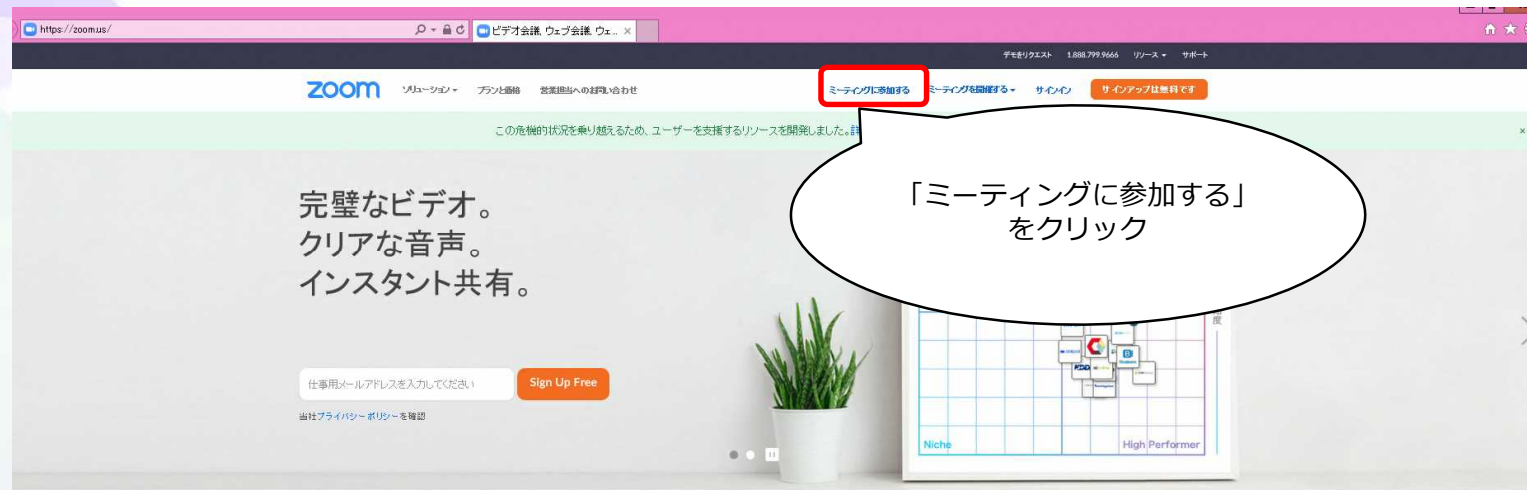 https://zoom.us/
ビデオ会議, ウェブ会議, ウェ... ×
デモをリクエスト 1.888.799.9666 リソース サポート
zoom ソリューション プランと価格 営業担当へのお問い合わせ ミーティングに参加する ミーティングを開催する サインイン サインアップは無料です
この危機的状況を乗り越えるため、ユーザーを支援するリソースを開発しました。
「ミーティングに参加する」
をクリック
完璧なビデオ。
クリアな音声。
インスタント共有。
度
仕事用メールアドレスを入力してください Sign Up Free
当社プライバシーポリシーを確認
Niche High Performer